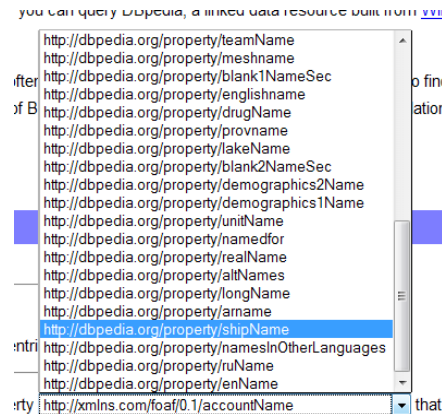 you can query DBpedia, a linked data resource built from
http://dbpedia.org/property/teamName
http://dbpedia.org/property/meshname
http://dbpedia.org/property/blank1NameSec
http://dbpedia.org/property/englishname
http://dbpedia.org/property/drugName
http://dbpedia.org/property/provname
http://dbpedia.org/property/lakeName
http://dbpedia.org/property/blank2NameSec
http://dbpedia.org/property/demographics2Name
http://dbpedia.org/property/demographics1Name
http://dbpedia.org/property/unitName
http://dbpedia.org/property/namedfor
http://dbpedia.org/property/realName
http://dbpedia.org/property/altNames
http://dbpedia.org/property/longName
http://dbpedia.org/property/arname
http://dbpedia.org/property/shipName
http://dbpedia.org/property/namesInOtherLanguages
http://dbpedia.org/property/ruName
http://dbpedia.org/property/enName
erty http://xmlns.com/foaf/0.1/accountName that